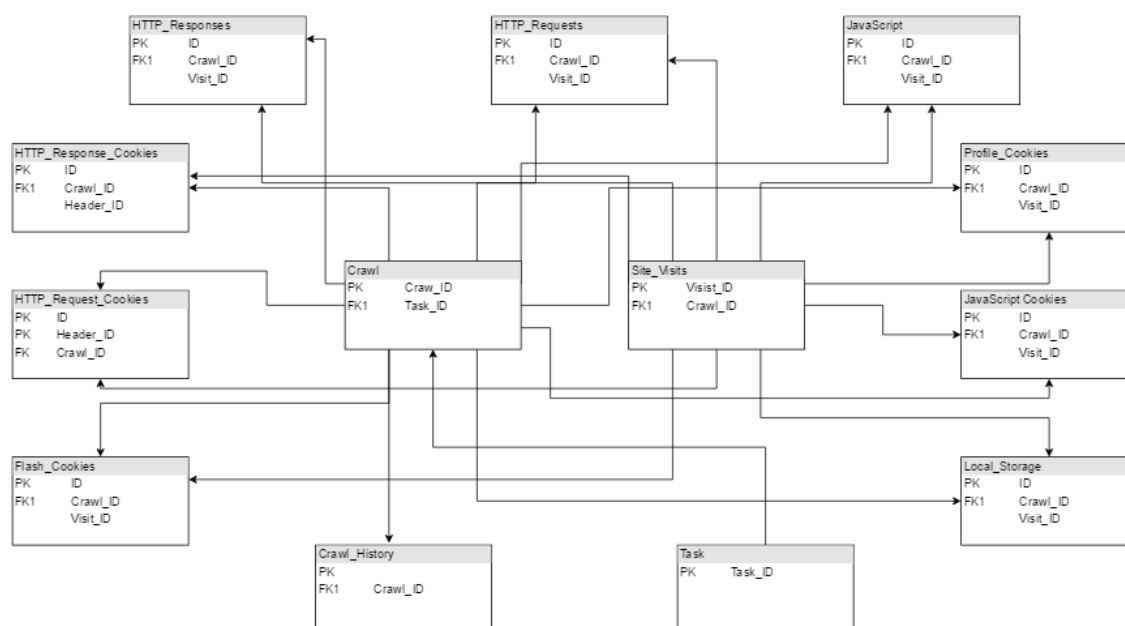 HTTP_Responses
PK ID
FK1 Crawl_ID
Visit_ID
HTTP_Requests
PK ID
FK1 Crawl_ID
Visit_ID
JavaScript
PK ID
FK1 Crawl_ID
Visit_ID
HTTP_Response_Cookies
PK ID
FK1 Crawl_ID
Header_ID
Profile_Cookies
PK ID
FK1 Crawl_ID
Visit_ID
Crawl
PK Craw_ID
FK1 Task_ID
Site_Visits
PK Visist_ID
FK1 Crawl_ID
HTTP_Request_Cookies
PK ID
PK Header_ID
FK Crawl_ID
JavaScript Cookies
PK ID
FK1 Crawl_ID
Visit_ID
Flash_Cookies
PK ID
FK1 Crawl_ID
Visit_ID
Local_Storage
PK ID
FK1 Crawl_ID
Visit_ID
Crawl_History
PK
FK1 Crawl_ID
Task
PK Task_ID